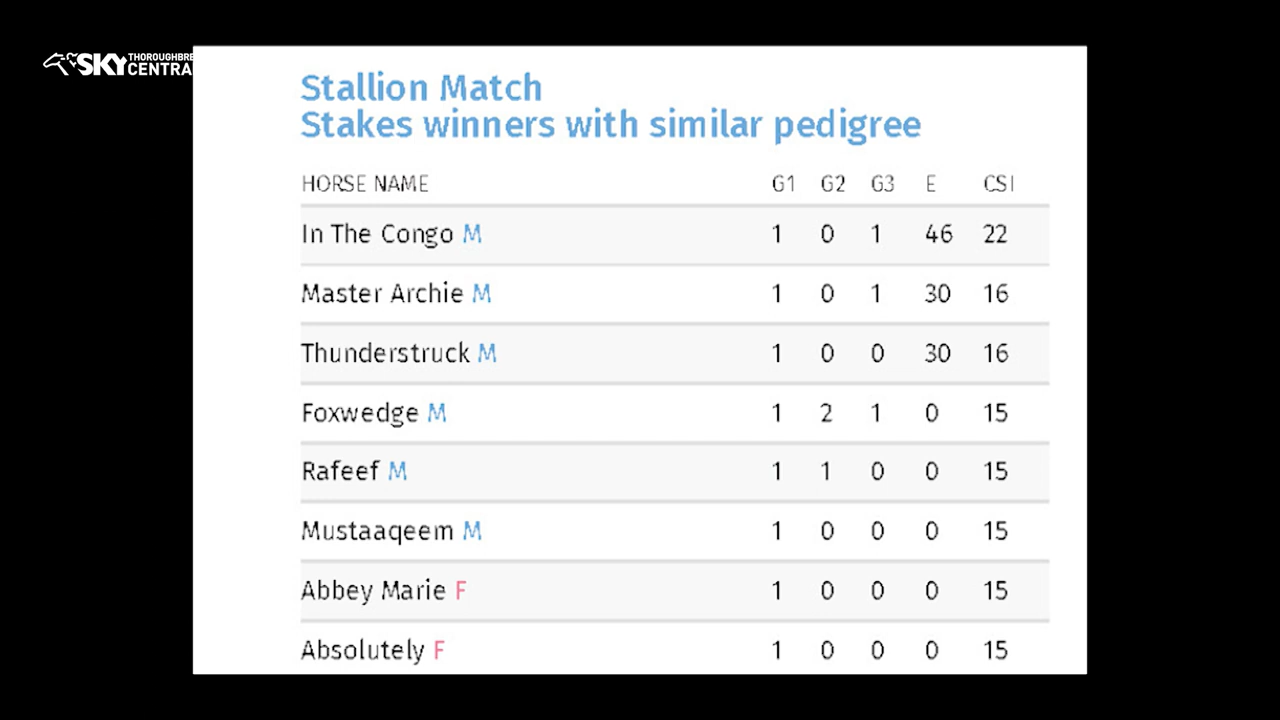 SKY THOROUGHBRE
CENTRA
Stallion Match
Stakes winners with similar pedigree
HORSE NAME G1 G2 G3 E CSI
In The Congo M 1 0 1 46 22
Master Archie M 1 0 1 30 16
Thunderstruck M 1 0 0 30 16
Foxwedge M 1 2 1 0 15
Rafeef M 1 1 0 0 15
Mustaaqeem M 1 0 0 0 15
Abbey Marie F 1 0 0 0 15
Absolutely F 1 0 0 0 15